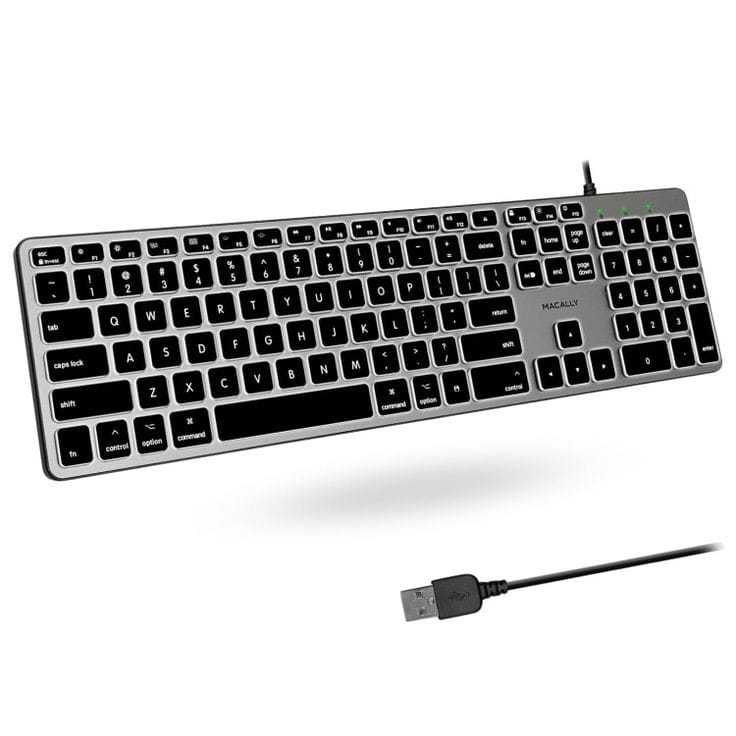 esc F1 F2 F3 F4 F5 F6 F7 F8 F9 F10 F11 F12 F13 F14 F15
fn+esc
~ ! @ # $ % ^ & * ( ) _ + delete fn home page up clear = / *
` 1 2 3 4 5 6 7 8 9 0 - =
tab Q W E R T Y U I O P { } | end page down 7 8 9 -
[ ] \
MACALLY
caps lock A S D F G H J K L : " return 4 5 6 +
; '
shift Z X C V B N M < > ? shift 1 2 3 enter
, . /
fn control option command command option control 0 .